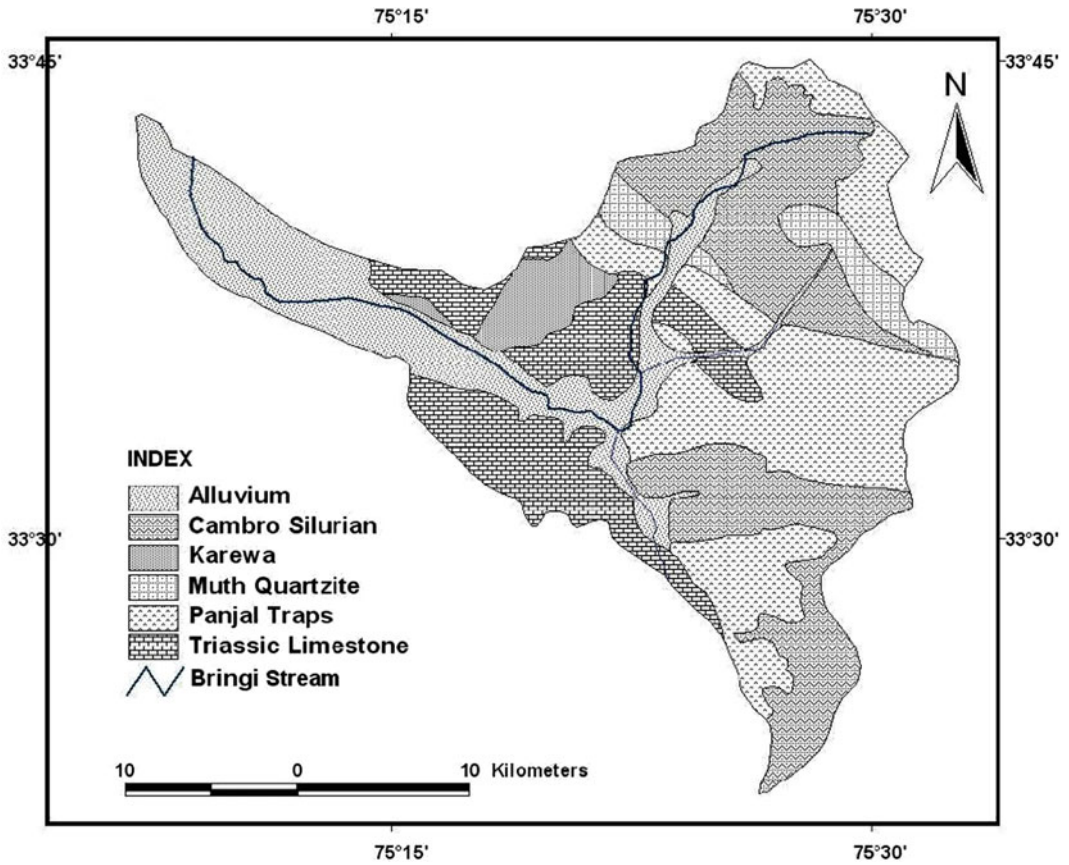 75°15' 75°30'
33°45' 33°45'
N
INDEX
Alluvium
Cambro Silurian
Karewa
Muth Quartzite
Panjal Traps
Triassic Limestone
Bringi Stream
33°30' 33°30'
10 0 10 Kilometers
75°15' 75°30'